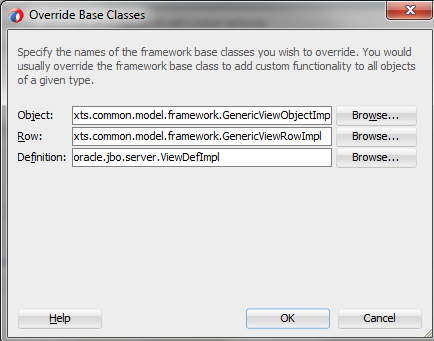 Override Base Classes
Specify the names of the framework base classes you wish to override. You would
usually override the framework base class to add custom functionality to all objects
of a given type.
Object: xts.common.model.framework.GenericViewObjectImp Browse...
Row: xts.common.model.framework.GenericViewRowImpl Browse...
Definition: oracle.jbo.server.ViewDefImpl Browse...
Help OK Cancel